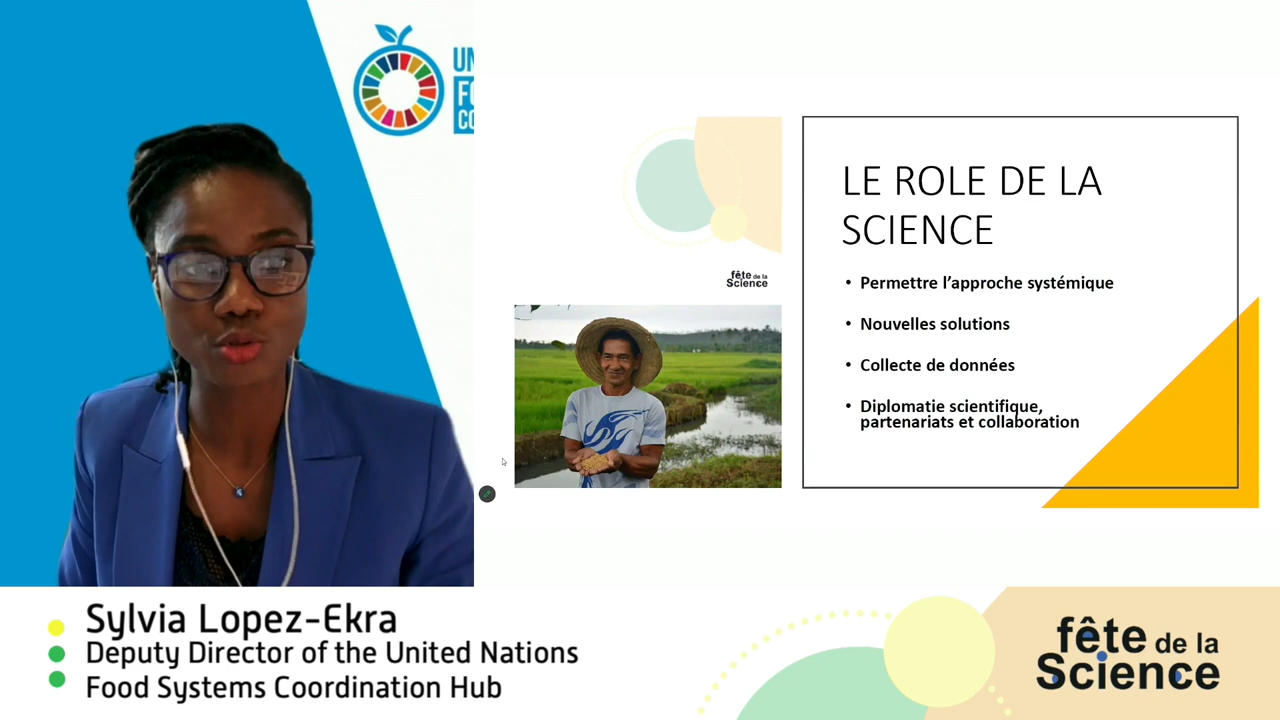 LE ROLE DE LA
SCIENCE
• Permettre l’approche systémique
• Nouvelles solutions
• Collecte de données
• Diplomatie scientifique,
partenariats et collaboration
fête de la
Science
Sylvia Lopez-Ekra
Deputy Director of the United Nations
Food Systems Coordination Hub
fête de la
Science